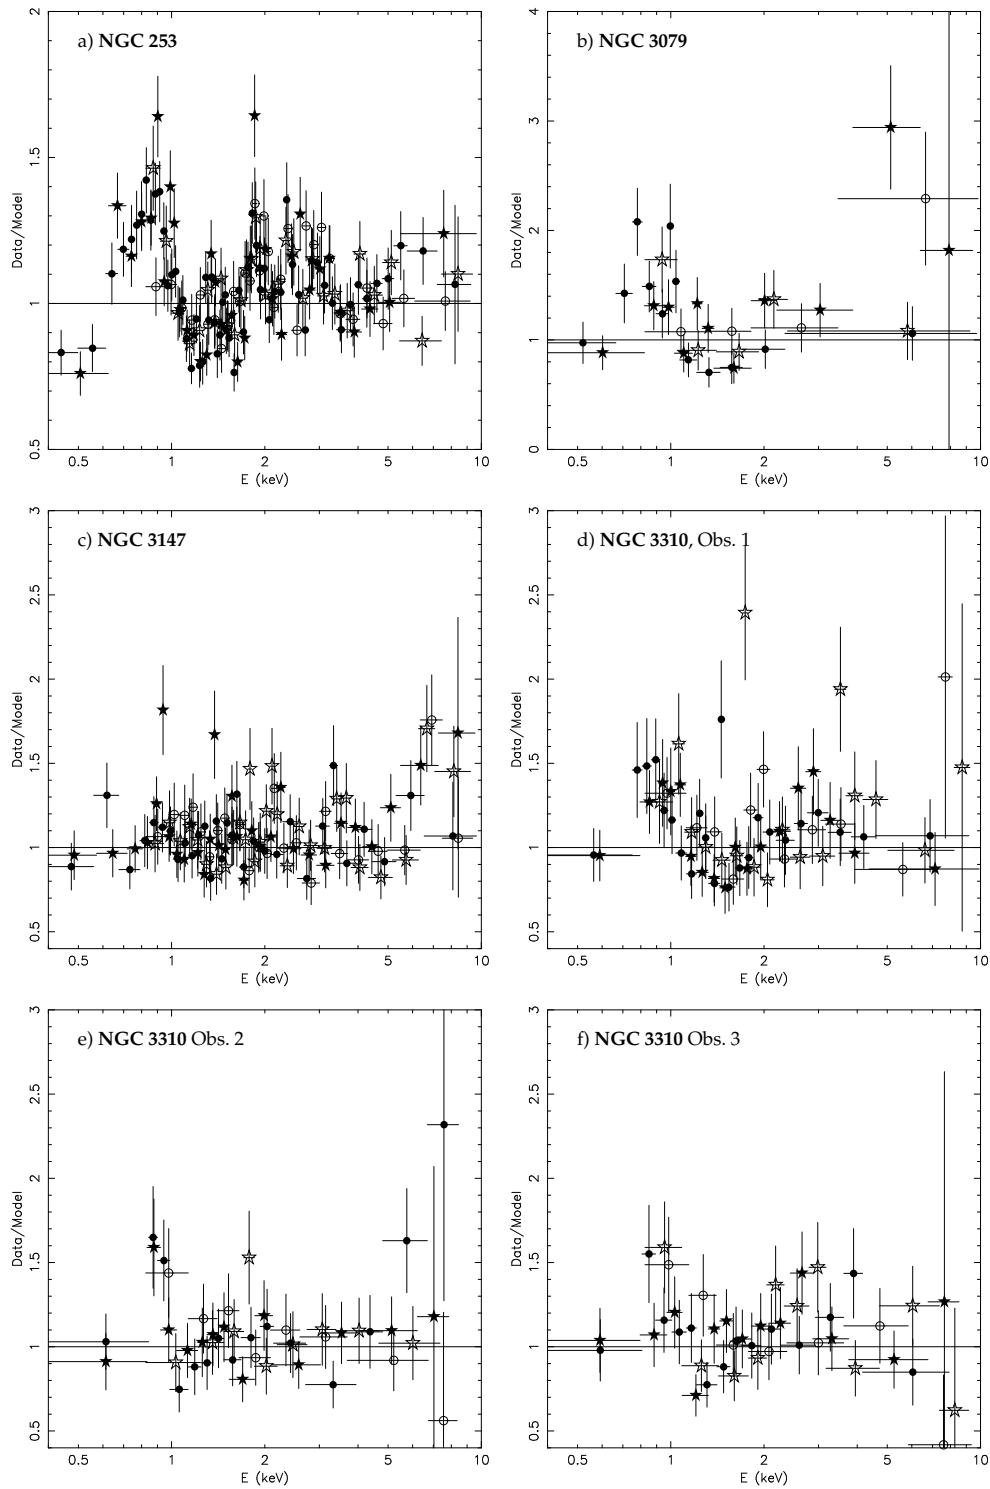 a) NGC 253
Data/Model
2
1.5
1
0.5
0.5 1 2 5 10
E (keV)
b) NGC 3079
Data/Model
4
3
2
1
0
0.5 1 2 5 10
E (keV)
c) NGC 3147
Data/Model
3
2.5
2
1.5
1
0.5
0.5 1 2 5 10
E (keV)
d) NGC 3310, Obs. 1
Data/Model
3
2.5
2
1.5
1
0.5
0.5 1 2 5 10
E (keV)
e) NGC 3310 Obs. 2
Data/Model
3
2.5
2
1.5
1
0.5
0.5 1 2 5 10
E (keV)
f) NGC 3310 Obs. 3
Data/Model
3
2.5
2
1.5
1
0.5
0.5 1 2 5 10
E (keV)